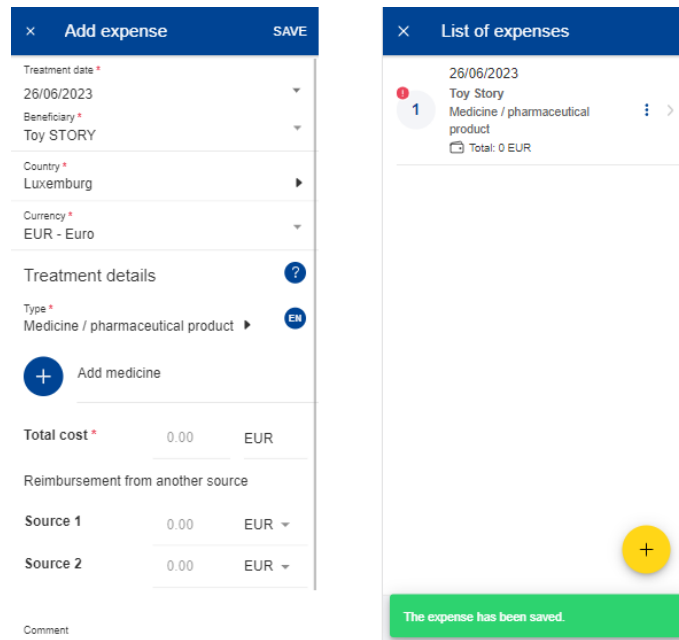 × Add expense SAVE
Treatment date *
26/06/2023
Beneficiary *
Toy STORY
Country *
Luxemburg
Currency *
EUR - Euro
Treatment details ?
Type *
EN
Medicine / pharmaceutical product
+ Add medicine
Total cost * 0.00 EUR
Reimbursement from another source
Source 1 0.00 EUR
Source 2 0.00 EUR
Comment
× List of expenses
26/06/2023
! Toy Story
1 Medicine / pharmaceutical
product
Total: 0 EUR
+
The expense has been saved.